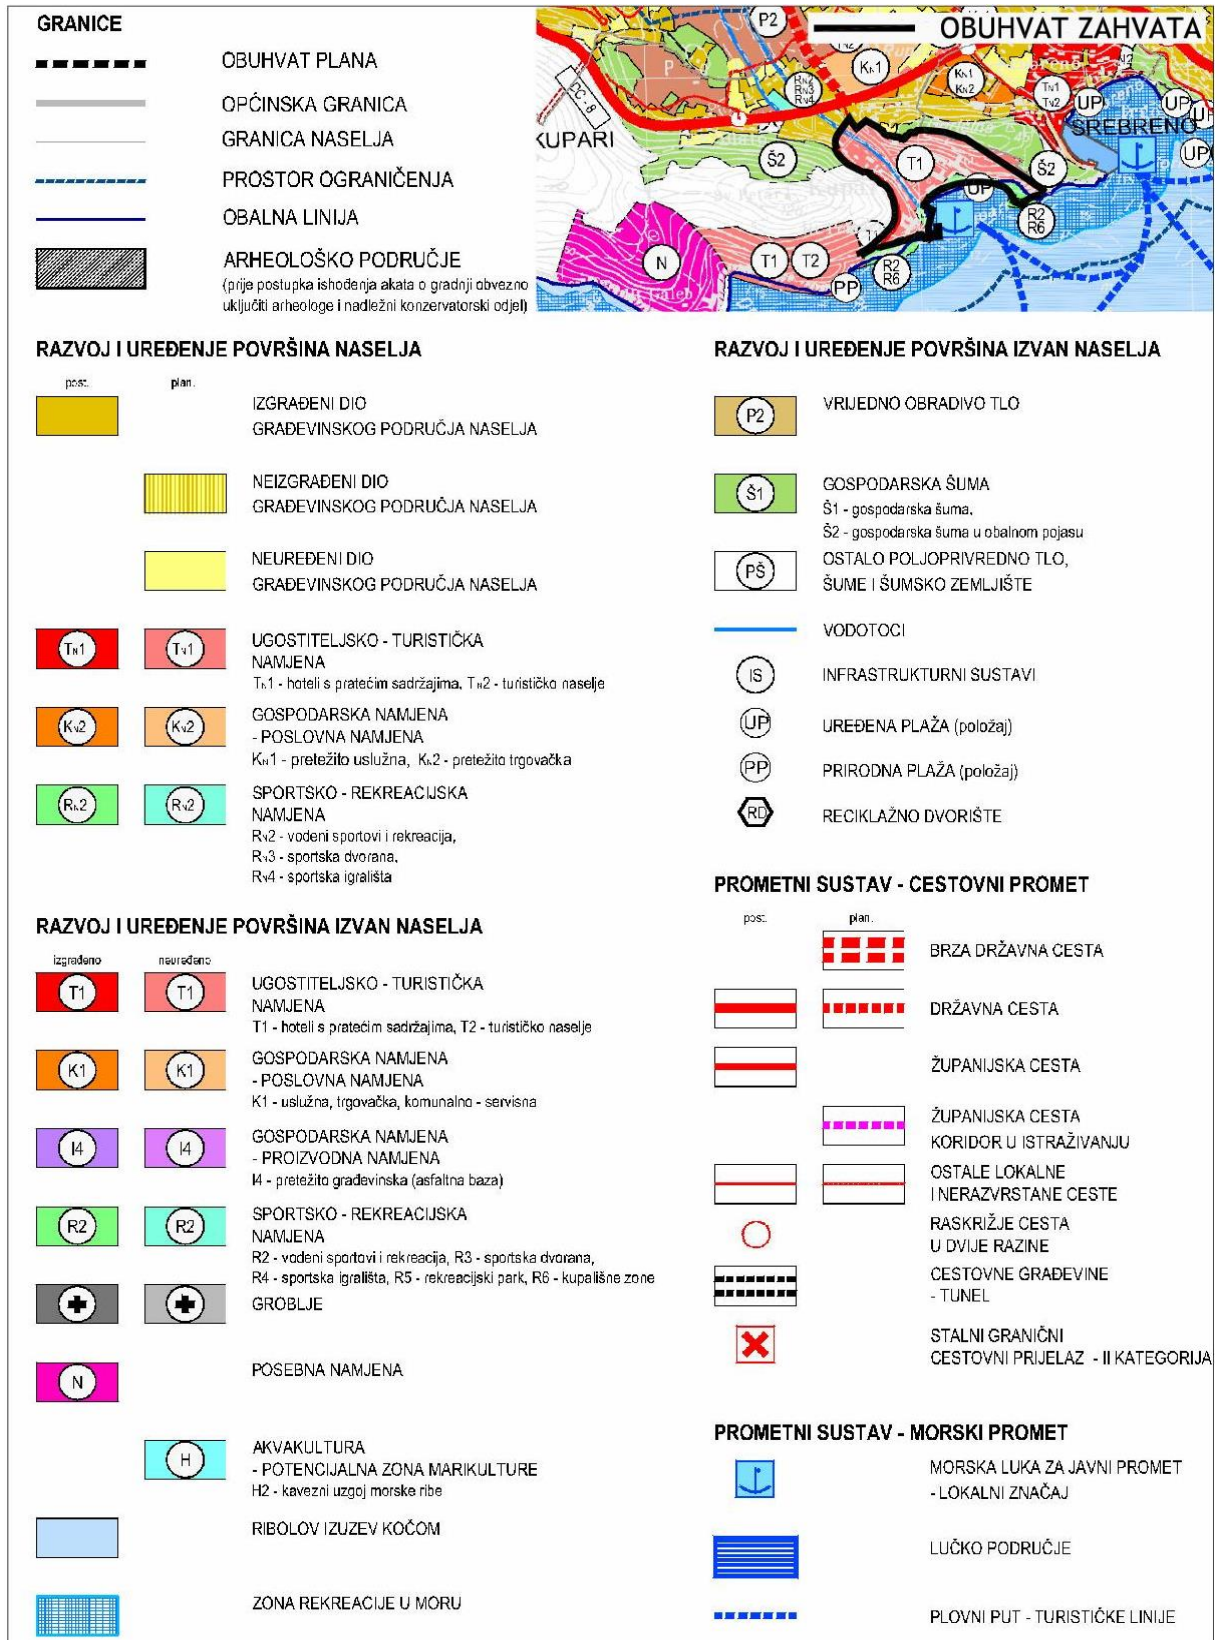 GRANICE
OBUHVAT PLANA
OPĆINSKA GRANICA
GRANICA NASELJA
PROSTOR OGRANIČENJA
OBALNA LINIJA
ARHEOLOŠKO PODRUČJE
(prije postupka ishođenja akata o gradnji obvezno
uključiti arheologe i nadležni konzervatorski odjel)
OBUHVAT ZAHVATA
P2
P
KN1
RN2
RN3
RN4
KN1
KN2
TN1
TN2
UP
UP
UP
DC - 8
KUPARI
SREBRENO
Š2
T1
Š2
UP
R2
R6
N
T1
T2
PP
R2
R6
RAZVOJ I UREĐENJE POVRŠINA NASELJA
post.
plan.
IZGRAĐENI DIO
GRAĐEVINSKOG PODRUČJA NASELJA
NEIZGRAĐENI DIO
GRAĐEVINSKOG PODRUČJA NASELJA
NEUREĐENI DIO
GRAĐEVINSKOG PODRUČJA NASELJA
TN1
TN1
UGOSTITELJSKO - TURISTIČKA
NAMJENA
TN1 - hoteli s pratećim sadržajima, TN2 - turističko naselje
KN2
KN2
GOSPODARSKA NAMJENA
- POSLOVNA NAMJENA
KN1 - pretežito uslužna, KN2 - pretežito trgovačka
RN2
RN2
SPORTSKO - REKREACIJSKA
NAMJENA
RN2 - vodeni sportovi i rekreacija,
RN3 - sportska dvorana,
RN4 - sportska igrališta
RAZVOJ I UREĐENJE POVRŠINA IZVAN NASELJA
izgrađeno
neuređeno
T1
T1
UGOSTITELJSKO - TURISTIČKA
NAMJENA
T1 - hoteli s pratećim sadržajima, T2 - turističko naselje
K1
K1
GOSPODARSKA NAMJENA
- POSLOVNA NAMJENA
K1 - uslužna, trgovačka, komunalno - servisna
I4
I4
GOSPODARSKA NAMJENA
- PROIZVODNA NAMJENA
I4 - pretežito građevinska (asfaltna baza)
R2
R2
SPORTSKO - REKREACIJSKA
NAMJENA
R2 - vodeni sportovi i rekreacija, R3 - sportska dvorana,
R4 - sportska igrališta, R5 - rekreacijski park, R6 - kupališne zone
GROBLJE
N
POSEBNA NAMJENA
H
AKVAKULTURA
- POTENCIJALNA ZONA MARIKULTURE
H2 - kavezni uzgoj morske ribe
RIBOLOV IZUZEV KOČOM
ZONA REKREACIJE U MORU
RAZVOJ I UREĐENJE POVRŠINA IZVAN NASELJA
P2
VRIJEDNO OBRADIVO TLO
Š1
GOSPODARSKA ŠUMA
Š1 - gospodarska šuma,
Š2 - gospodarska šuma u obalnom pojasu
PŠ
OSTALO POLJOPRIVREDNO TLO,
ŠUME I ŠUMSKO ZEMLJIŠTE
VODOTOCI
IS
INFRASTRUKTURNI SUSTAVI
UP
UREĐENA PLAŽA (položaj)
PP
PRIRODNA PLAŽA (položaj)
RD
RECIKLAŽNO DVORIŠTE
PROMETNI SUSTAV - CESTOVNI PROMET
post.
plan.
BRZA DRŽAVNA CESTA
DRŽAVNA CESTA
ŽUPANIJSKA CESTA
ŽUPANIJSKA CESTA
KORIDOR U ISTRAŽIVANJU
OSTALE LOKALNE
I NERAZVRSTANE CESTE
RASKRIŽJE CESTA
U DVIJE RAZINE
CESTOVNE GRAĐEVINE
- TUNEL
STALNI GRANIČNI
CESTOVNI PRIJELAZ - II KATEGORIJA
PROMETNI SUSTAV - MORSKI PROMET
MORSKA LUKA ZA JAVNI PROMET
- LOKALNI ZNAČAJ
LUČKO PODRUČJE
PLOVNI PUT - TURISTIČKE LINIJE